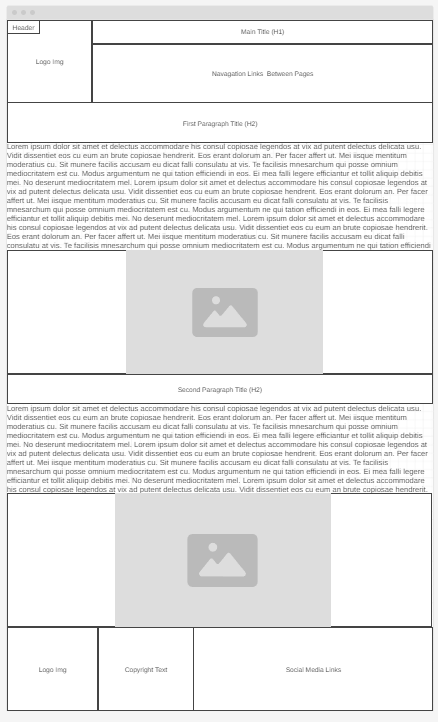 Header
Main Title (H1)
Logo Img
Navagation Links  Between Pages
First Paragraph Title (H2)
Lorem ipsum dolor sit amet et delectus accommodare his consul copiosae legendos at vix ad putent delectus delicata usu.
Vidit dissentiet eos cu eum an brute copiosae hendrerit. Eos erant dolorum an. Per facer affert ut. Mei iisque mentitum
moderatius cu. Sit munere facilis accusam eu dicat falli consulatu at vis. Te facilisis mnesarchum qui posse omnium
mediocritatem est cu. Modus argumentum ne qui tation efficiendi in eos. Ei mea falli legere efficiantur et tollit aliquip debitis
mei. No deserunt mediocritatem mel. Lorem ipsum dolor sit amet et delectus accommodare his consul copiosae legendos at
vix ad putent delectus delicata usu. Vidit dissentiet eos cu eum an brute copiosae hendrerit. Eos erant dolorum an. Per facer
affert ut. Mei iisque mentitum moderatius cu. Sit munere facilis accusam eu dicat falli consulatu at vis. Te facilisis
mnesarchum qui posse omnium mediocritatem est cu. Modus argumentum ne qui tation efficiendi in eos. Ei mea falli legere
efficiantur et tollit aliquip debitis mei. No deserunt mediocritatem mel. Lorem ipsum dolor sit amet et delectus accommodare
his consul copiosae legendos at vix ad putent delectus delicata usu. Vidit dissentiet eos cu eum an brute copiosae hendrerit.
Eos erant dolorum an. Per facer affert ut. Mei iisque mentitum moderatius cu. Sit munere facilis accusam eu dicat falli
consulatu at vis. Te facilisis mnesarchum qui posse omnium mediocritatem est cu. Modus argumentum ne qui tation efficiendi
Second Paragraph Title (H2)
Lorem ipsum dolor sit amet et delectus accommodare his consul copiosae legendos at vix ad putent delectus delicata usu.
Vidit dissentiet eos cu eum an brute copiosae hendrerit. Eos erant dolorum an. Per facer affert ut. Mei iisque mentitum
moderatius cu. Sit munere facilis accusam eu dicat falli consulatu at vis. Te facilisis mnesarchum qui posse omnium
mediocritatem est cu. Modus argumentum ne qui tation efficiendi in eos. Ei mea falli legere efficiantur et tollit aliquip debitis
mei. No deserunt mediocritatem mel. Lorem ipsum dolor sit amet et delectus accommodare his consul copiosae legendos at
vix ad putent delectus delicata usu. Vidit dissentiet eos cu eum an brute copiosae hendrerit. Eos erant dolorum an. Per facer
affert ut. Mei iisque mentitum moderatius cu. Sit munere facilis accusam eu dicat falli consulatu at vis. Te facilisis
mnesarchum qui posse omnium mediocritatem est cu. Modus argumentum ne qui tation efficiendi in eos. Ei mea falli legere
efficiantur et tollit aliquip debitis mei. No deserunt mediocritatem mel. Lorem ipsum dolor sit amet et delectus accommodare
his consul copiosae legendos at vix ad putent delectus delicata usu. Vidit dissentiet eos cu eum an brute copiosae hendrerit.
Logo Img
Copyright Text
Social Media Links